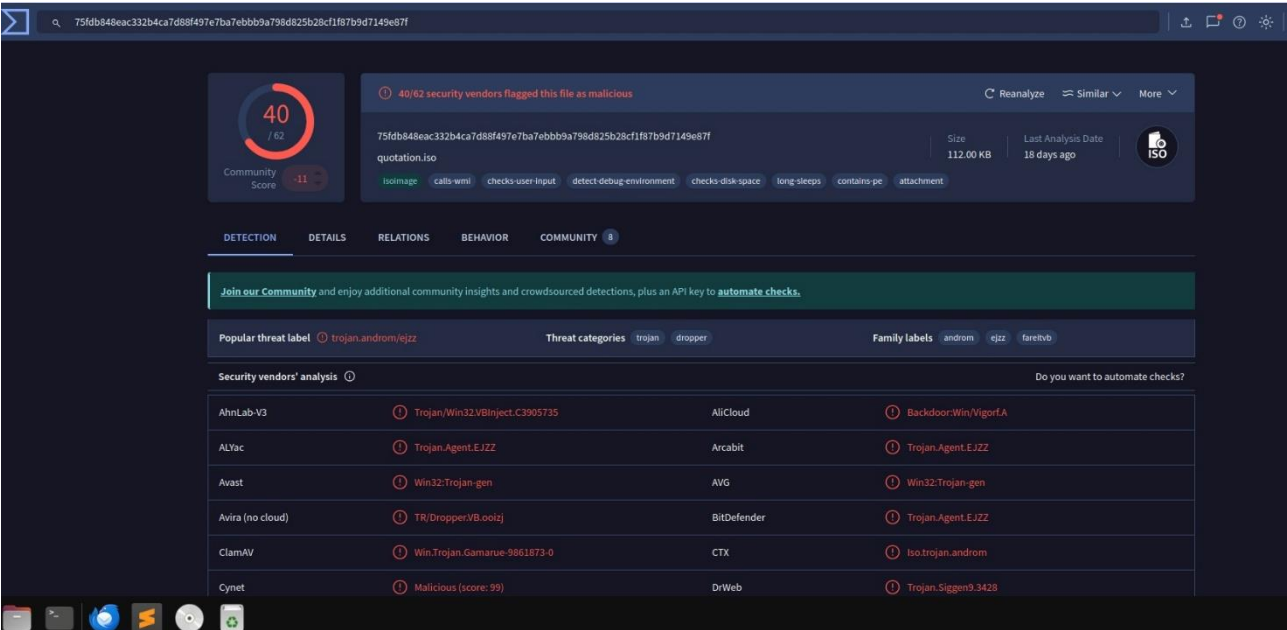 75fdb848eac332b4ca7d88f497e7ba7ebbb9a798d825b28cf1f87b9d7149e87f
40
/ 62
Community
Score
-11
40/62 security vendors flagged this file as malicious
Reanalyze
Similar
More
75fdb848eac332b4ca7d88f497e7ba7ebbb9a798d825b28cf1f87b9d7149e87f
quotation.iso
Size
112.00 KB
Last Analysis Date
18 days ago
ISO
isoimage calls-wmi checks-user-input detect-debug-environment checks-disk-space long-sleeps contains-pe attachment
DETECTION DETAILS RELATIONS BEHAVIOR COMMUNITY 8
Join our Community and enjoy additional community insights and crowdsourced detections, plus an API key to automate checks.
Popular threat label trojan.androm/ejzz Threat categories trojan dropper Family labels androm ejzz fareitvb
Security vendors' analysis Do you want to automate checks?
AhnLab-V3 Trojan/Win32.VBInject.C3905735 AliCloud Backdoor:Win/Vigorf.A
ALYac Trojan.Agent.EJZZ Arcabit Trojan.Agent.EJZZ
Avast Win32:Trojan-gen AVG Win32:Trojan-gen
Avira (no cloud) TR/Dropper.VB.ooizj BitDefender Trojan.Agent.EJZZ
ClamAV Win.Trojan.Gamarue-9861873-0 CTX Iso.trojan.androm
Cynet Malicious (score: 99) DrWeb Trojan.Siggen9.3428